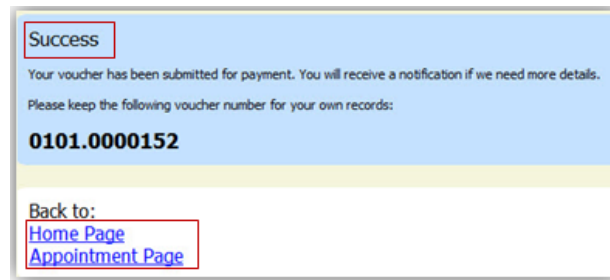 Success
Your voucher has been submitted for payment. You will receive a notification if we need more details.
Please keep the following voucher number for your own records:
0101.0000152
Back to:
Home Page
Appointment Page